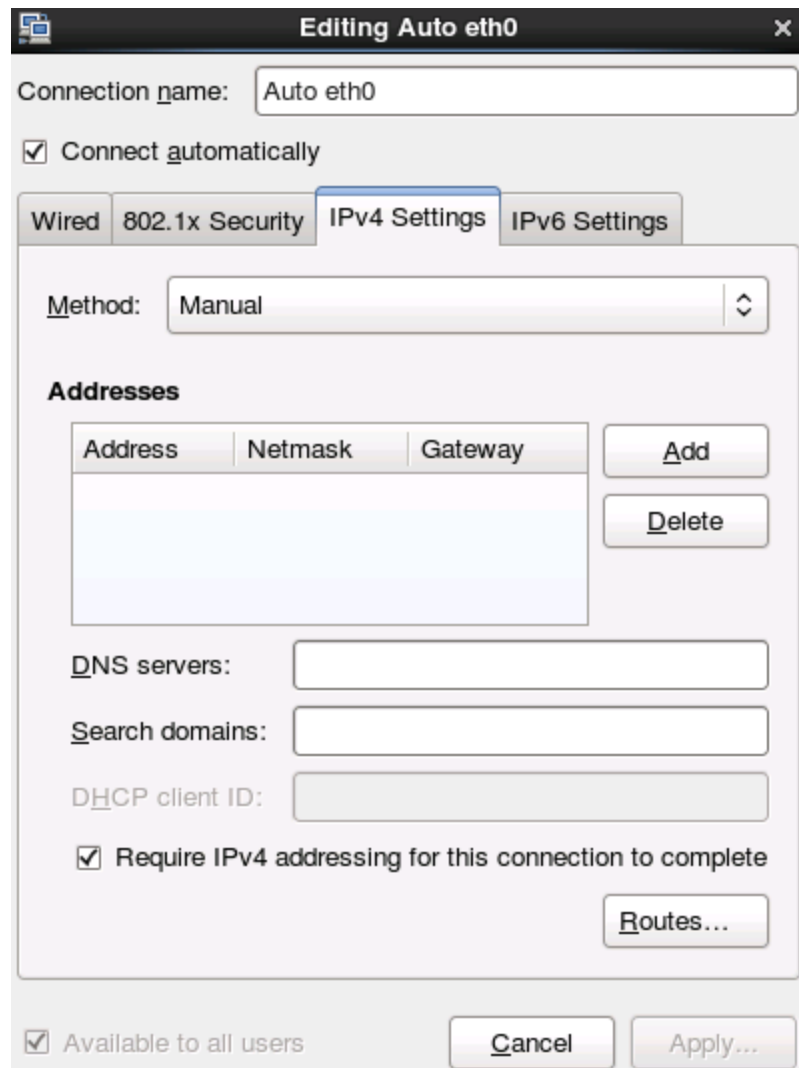 Editing Auto eth0
Connection name: Auto eth0
Connect automatically
Wired 802.1x Security IPv4 Settings IPv6 Settings
Method: Manual
Addresses
Address Netmask Gateway Add
Delete
DNS servers:
Search domains:
DHCP client ID:
Require IPv4 addressing for this connection to complete
Routes...
Available to all users Cancel Apply...